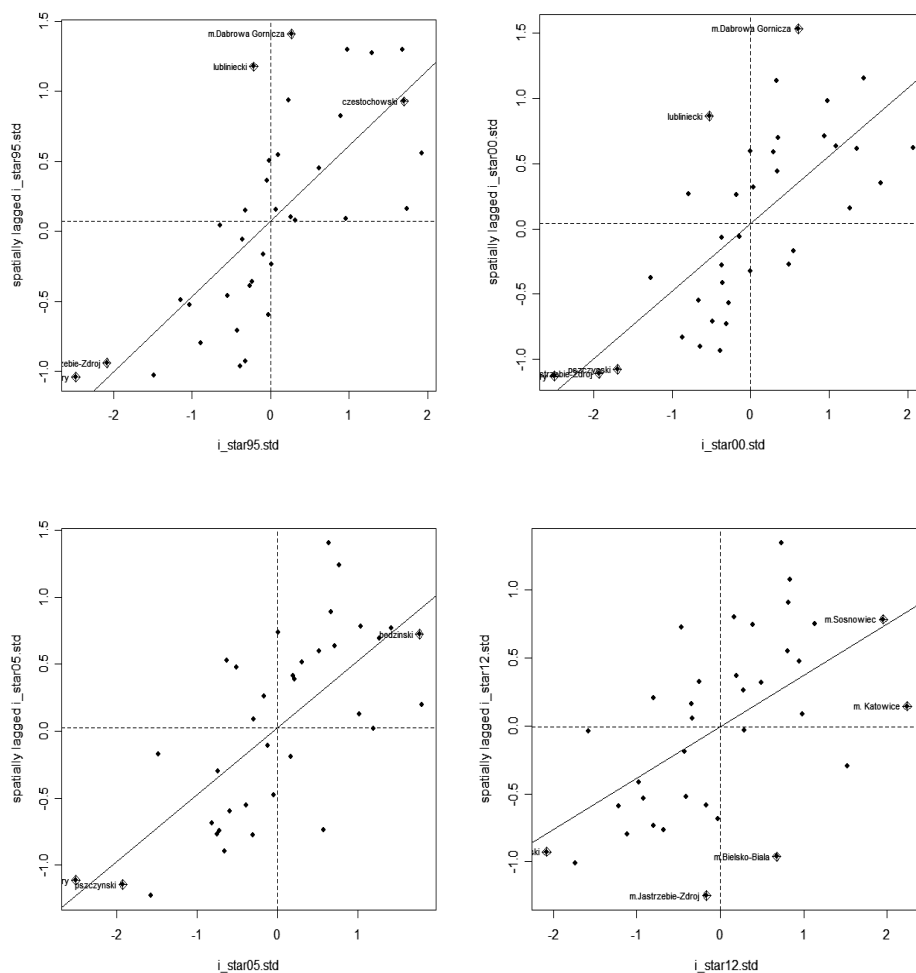 m.Dabrowa Gornicza
lubliniecki
czestochowski
zebie-Zdroj
ry
spatially lagged i_star95.std
-1.0 -0.5 0.0 0.5 1.0 1.5
-2 -1 0 1 2
i_star95.std
m.Dabrowa Gornicza
lubliniecki
pszczynski
strzebie-Zdroj
spatially lagged i_star00.std
-1.0 -0.5 0.0 0.5 1.0 1.5
-2 -1 0 1 2
i_star00.std
bedzinski
ry
pszczynski
spatially lagged i_star05.std
-1.0 -0.5 0.0 0.5 1.0 1.5
-2 -1 0 1
i_star05.std
m.Sosnowiec
m. Katowice
ski
m.Bielsko-Biala
m.Jastrzebie-Zdroj
spatially lagged i_star12.std
-1.0 -0.5 0.0 0.5 1.0
-2 -1 0 1 2
i_star12.std